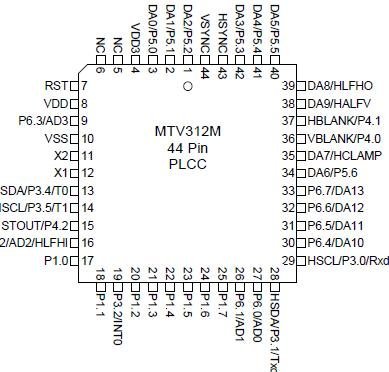 NC 6
NC 5
VDD3 4
DA0/P5.0 3
DA1/P5.1 2
DA2/P5.2 1
VSYNC 44
HSYNC 43
DA3/P5.3 42
DA4/P5.4 41
DA5/P5.5 40
RST 7
VDD 8
P6.3/AD3 9
VSS 10
X2 11
X1 12
SDA/P3.4/T0 13
ISCL/P3.5/T1 14
STOUT/P4.2 15
2/AD2/HLFHI 16
P1.0 17
MTV312M
44 Pin
PLCC
39 DA8/HLFHO
38 DA9/HALFV
37 HBLANK/P4.1
36 VBLANK/P4.0
35 DA7/HCLAMP
34 DA6/P5.6
33 P6.7/DA13
32 P6.6/DA12
31 P6.5/DA11
30 P6.4/DA10
29 HSCL/P3.0/Rxd
18 P1.1
19 P3.2/INT0
20 P1.2
21 P1.3
22 P1.4
23 P1.5
24 P1.6
25 P1.7
26 P6.1/AD1
27 P6.0/AD0
28 HSDA/P3.1/Txd